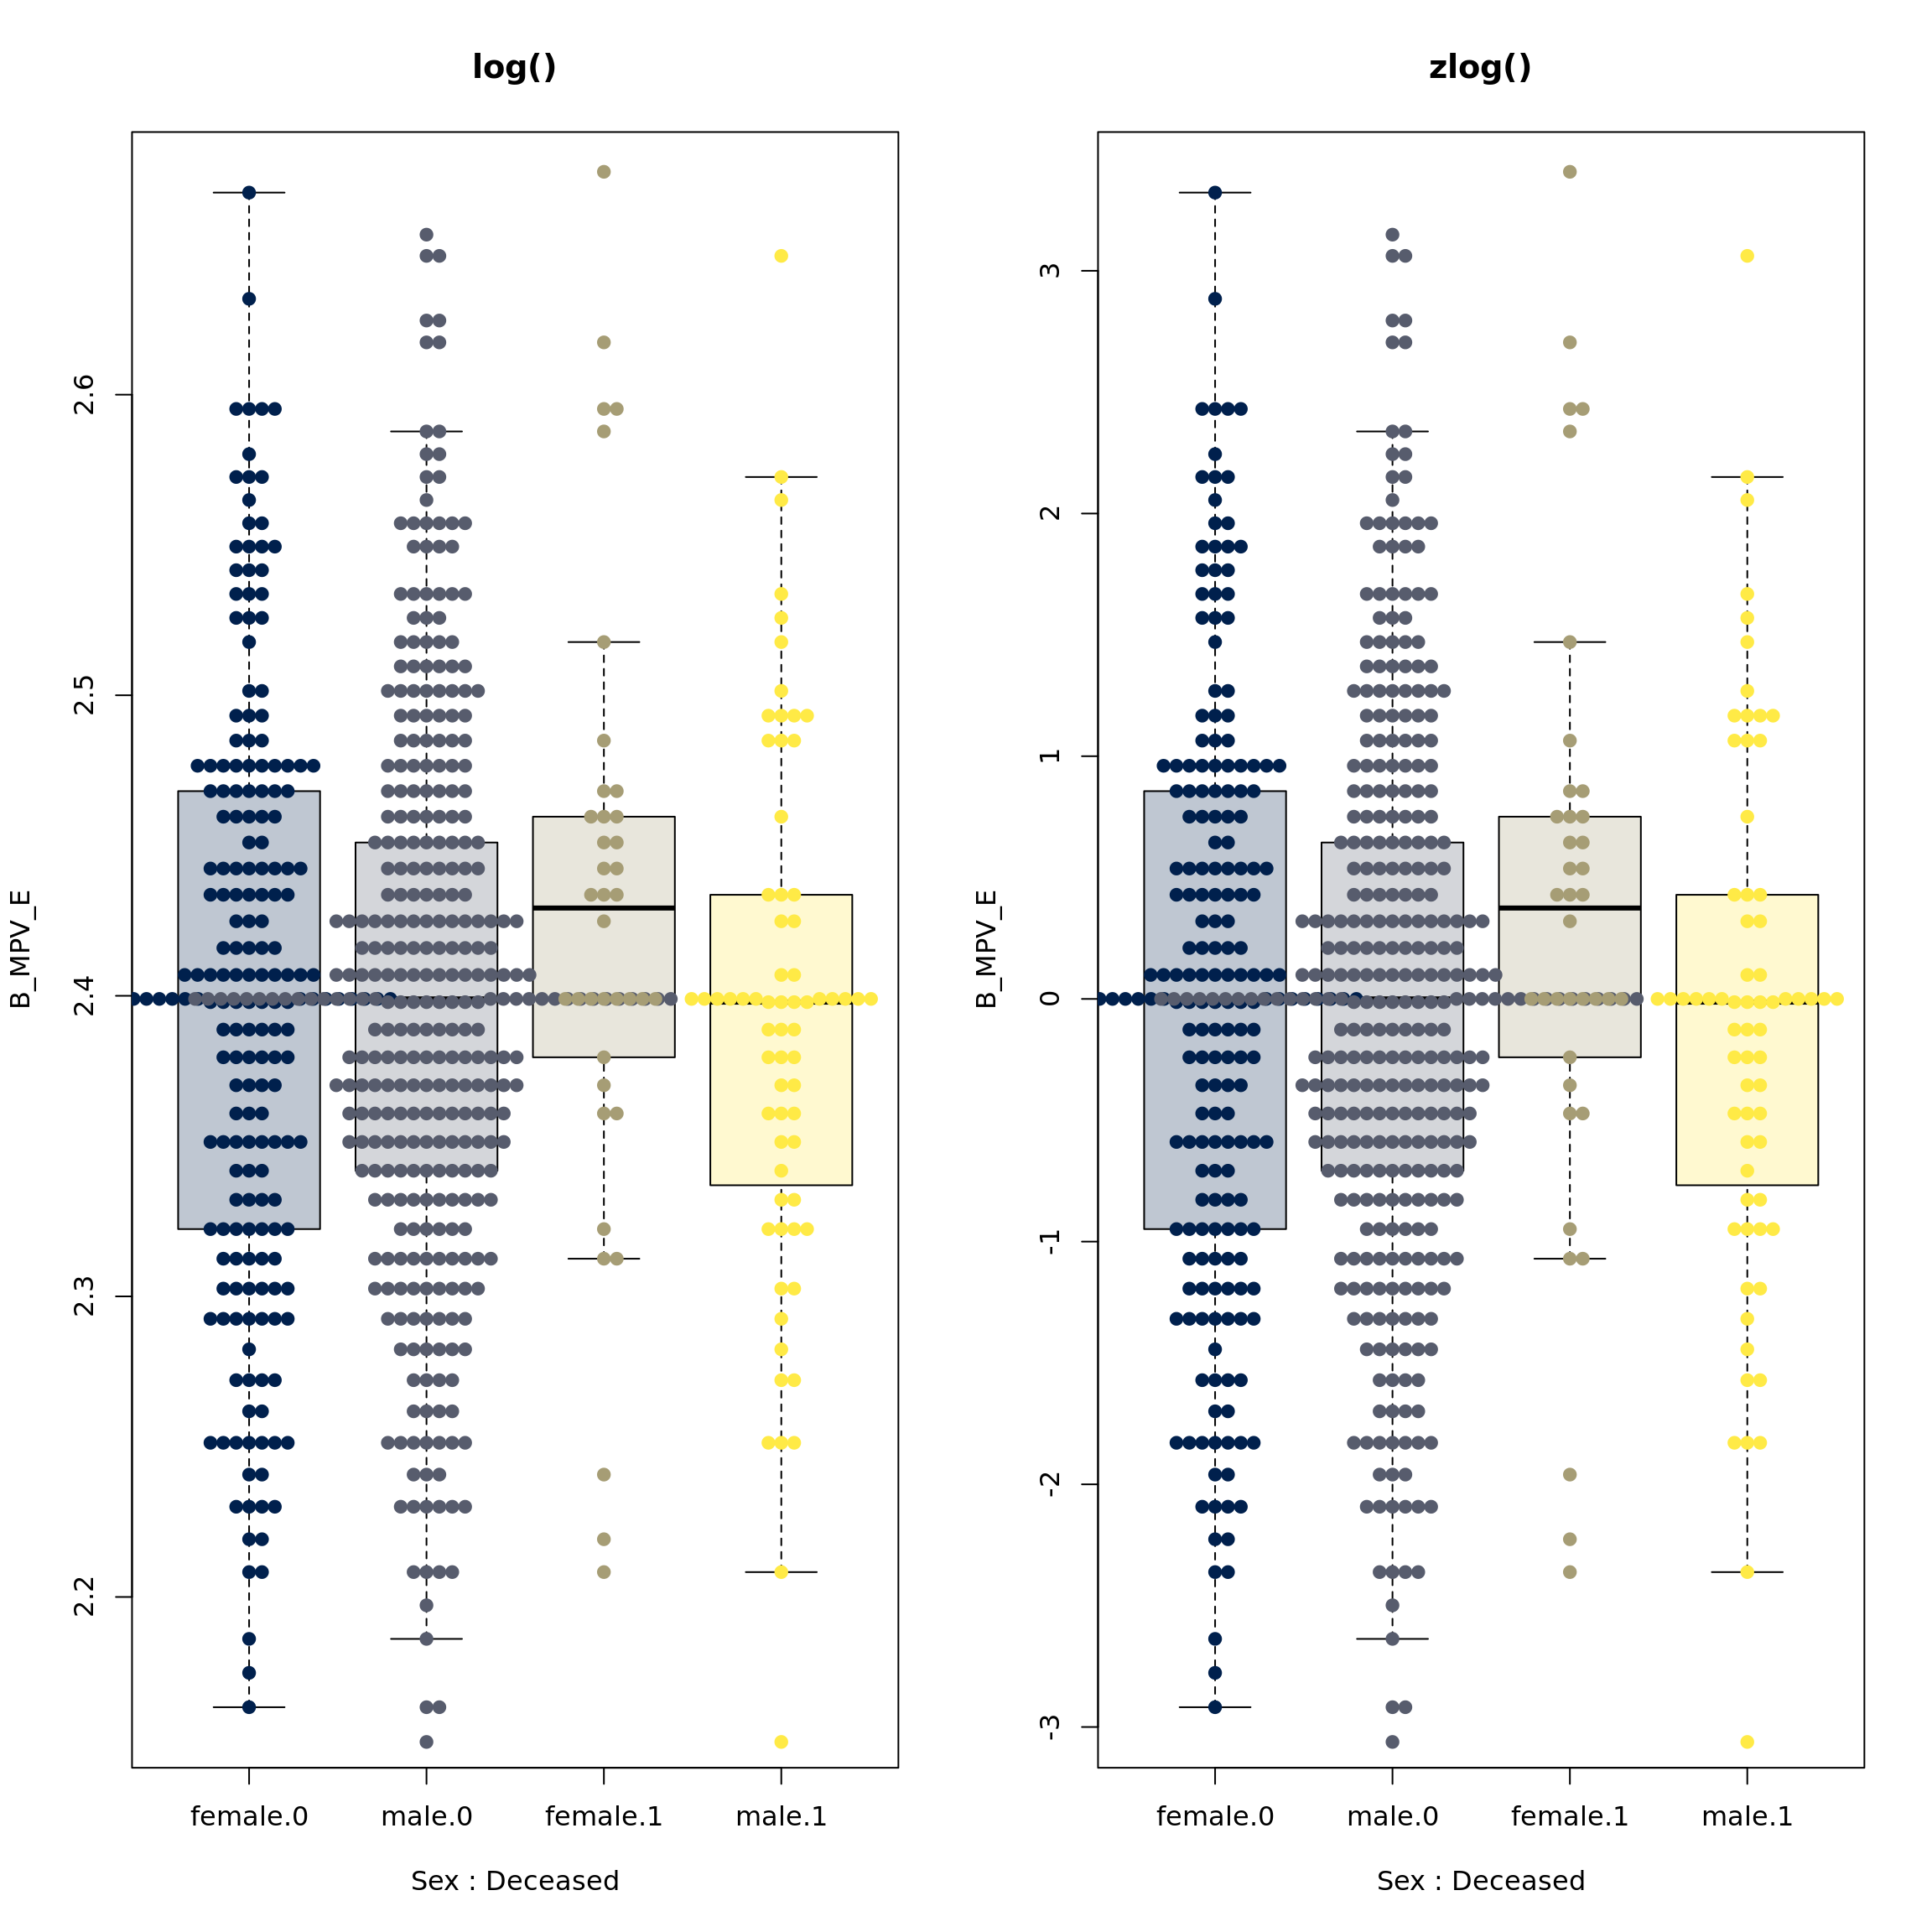 log()
B_MPV_E
2.6
2.5
2.4
2.3
2.2
female.0 male.0 female.1 male.1
Sex : Deceased
zlog()
B_MPV_E
3
2
1
0
-1
-2
-3
female.0 male.0 female.1 male.1
Sex : Deceased